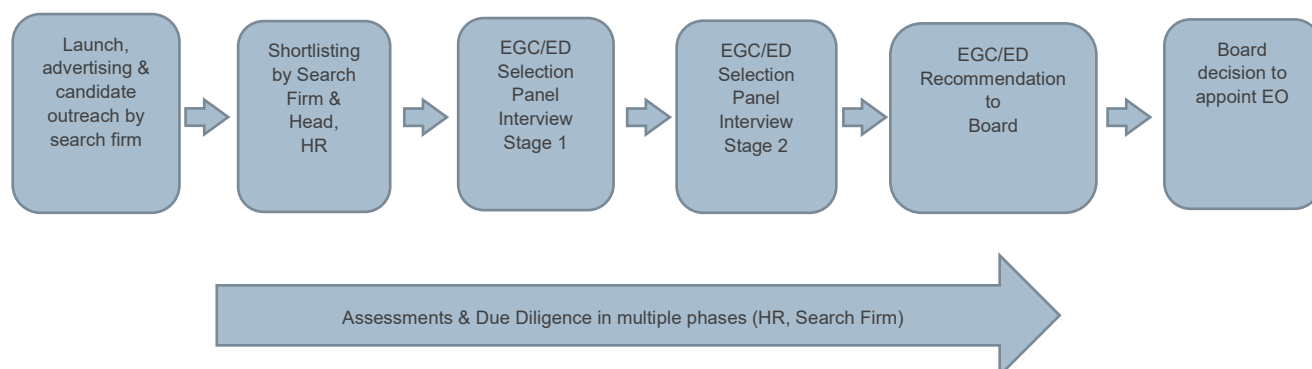 Launch,
advertising &
candidate
outreach by
search firm
Shortlisting
by Search
Firm &
Head,
HR
EGC/ED
Selection
Panel
Interview
Stage 1
EGC/ED
Selection
Panel
Interview
Stage 2
EGC/ED
Recommendation
to
Board
Board
decision to
appoint EO
Assessments & Due Diligence in multiple phases (HR, Search Firm)